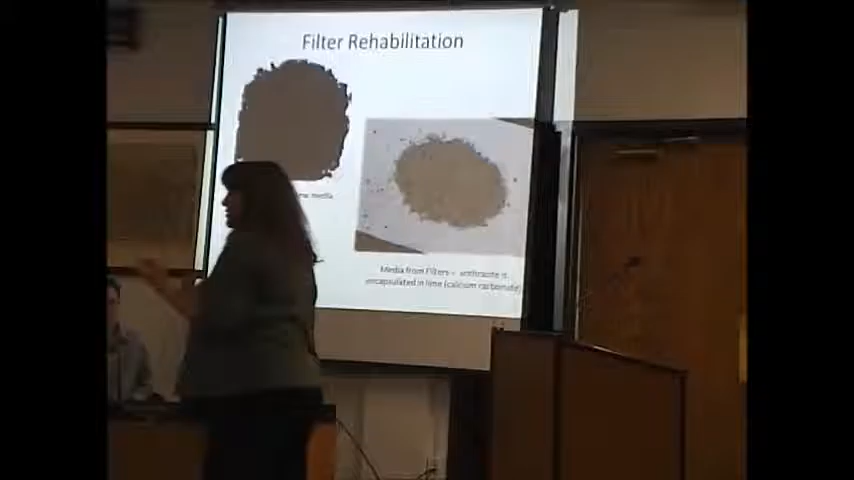 Filter Rehabilitation
media
Media from Filters – anthracite is
encapsulated in lime (calcium carbonate)